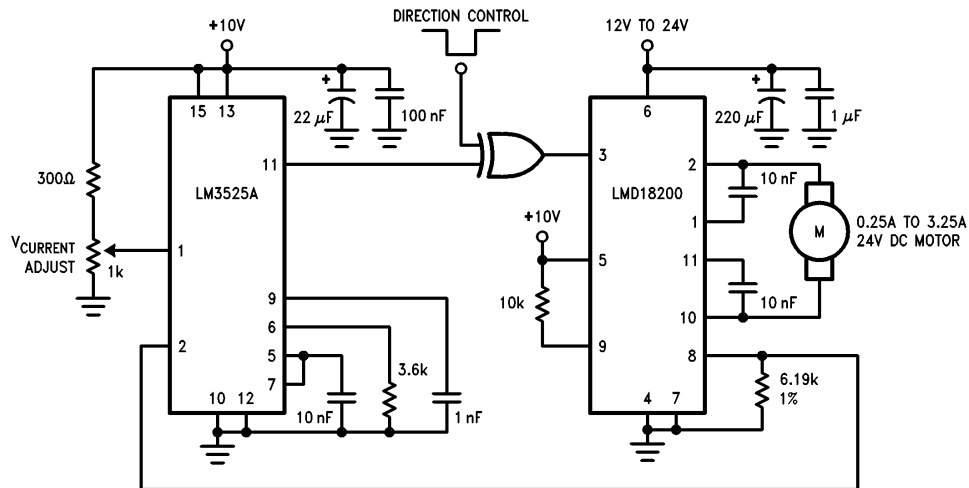 DIRECTION CONTROL
+10V
12V TO 24V
+
22 µF
100 nF
+
220 µF
1 µF
15
13
6
11
LM3525A
3
2
10 nF
LMD18200
1
300Ω
+10V
M
0.25A TO 3.25A
24V DC MOTOR
VCURRENT
ADJUST
1k
1
5
11
10 nF
9
10k
10
6
2
9
8
5
3.6k
6.19k
1%
7
10
12
10 nF
1 nF
4
7